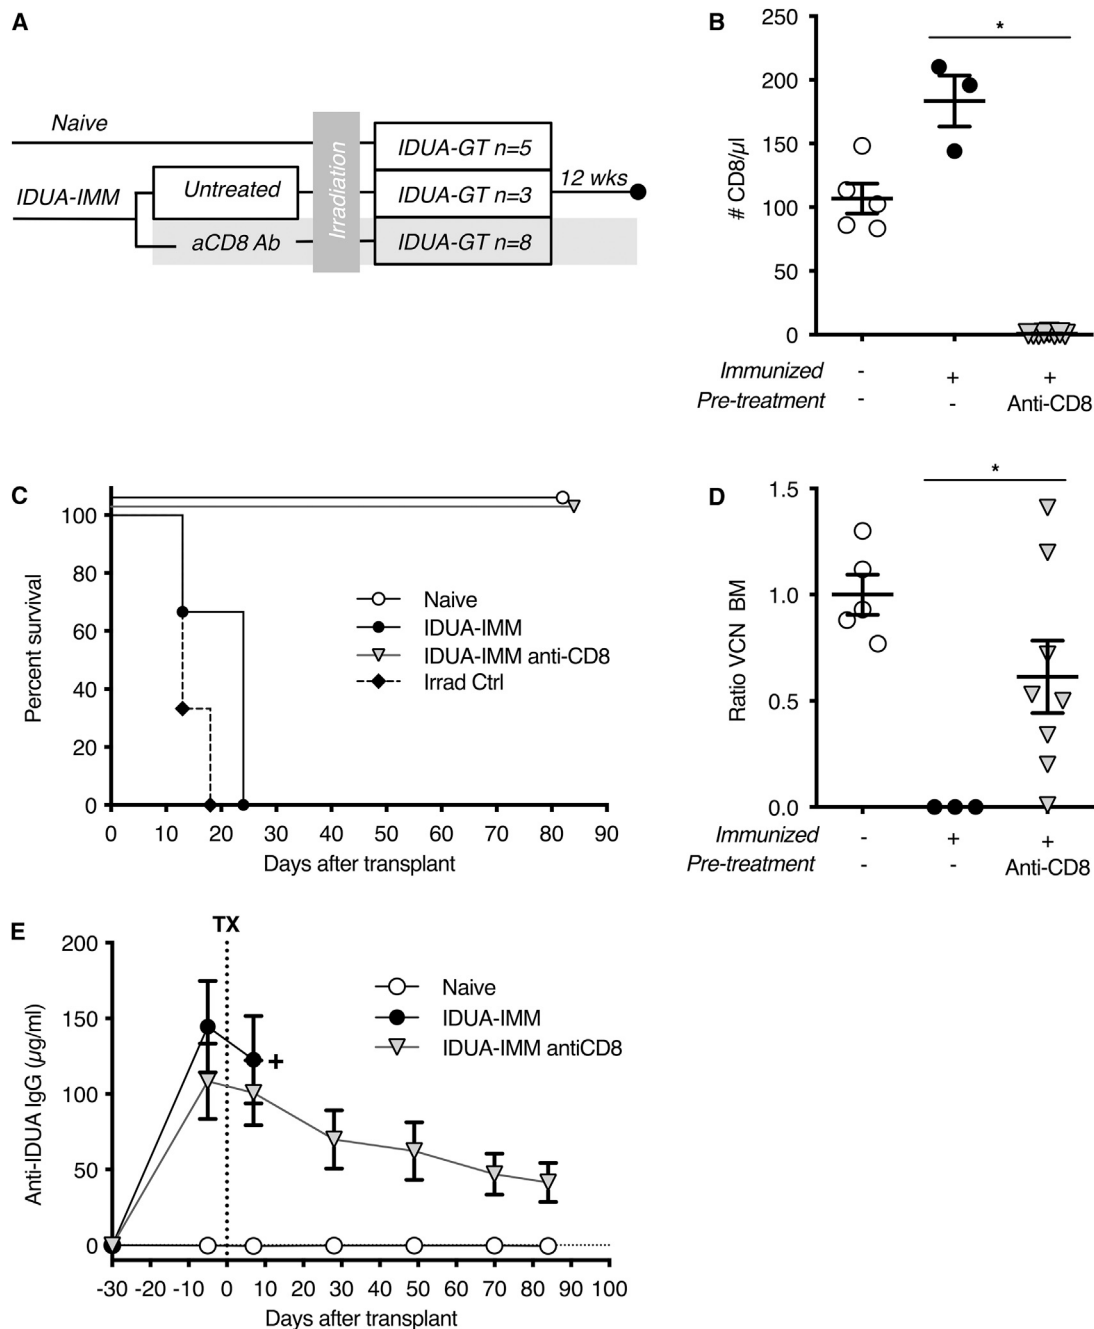 A
Naive
IDUA-IMM
Untreated
aCD8 Ab
Irradiation
IDUA-GT n=5
IDUA-GT n=3
IDUA-GT n=8
12 wks
B
# CD8/µl
250
200
150
100
50
0
*
Immunized - + +
Pre-treatment - - Anti-CD8
C
Percent survival
100
80
60
40
20
0
0 10 20 30 40 50 60 70 80 90
Days after transplant
Naive
IDUA-IMM
IDUA-IMM anti-CD8
Irrad Ctrl
D
Ratio VCN BM
1.5
1.0
0.5
0.0
*
Immunized - + +
Pre-treatment - - Anti-CD8
E
TX
Anti-IDUA IgG (µg/ml)
200
150
100
50
0
+
-30 -20 -10 0 10 20 30 40 50 60 70 80 90 100
Days after transplant
Naive
IDUA-IMM
IDUA-IMM antiCD8